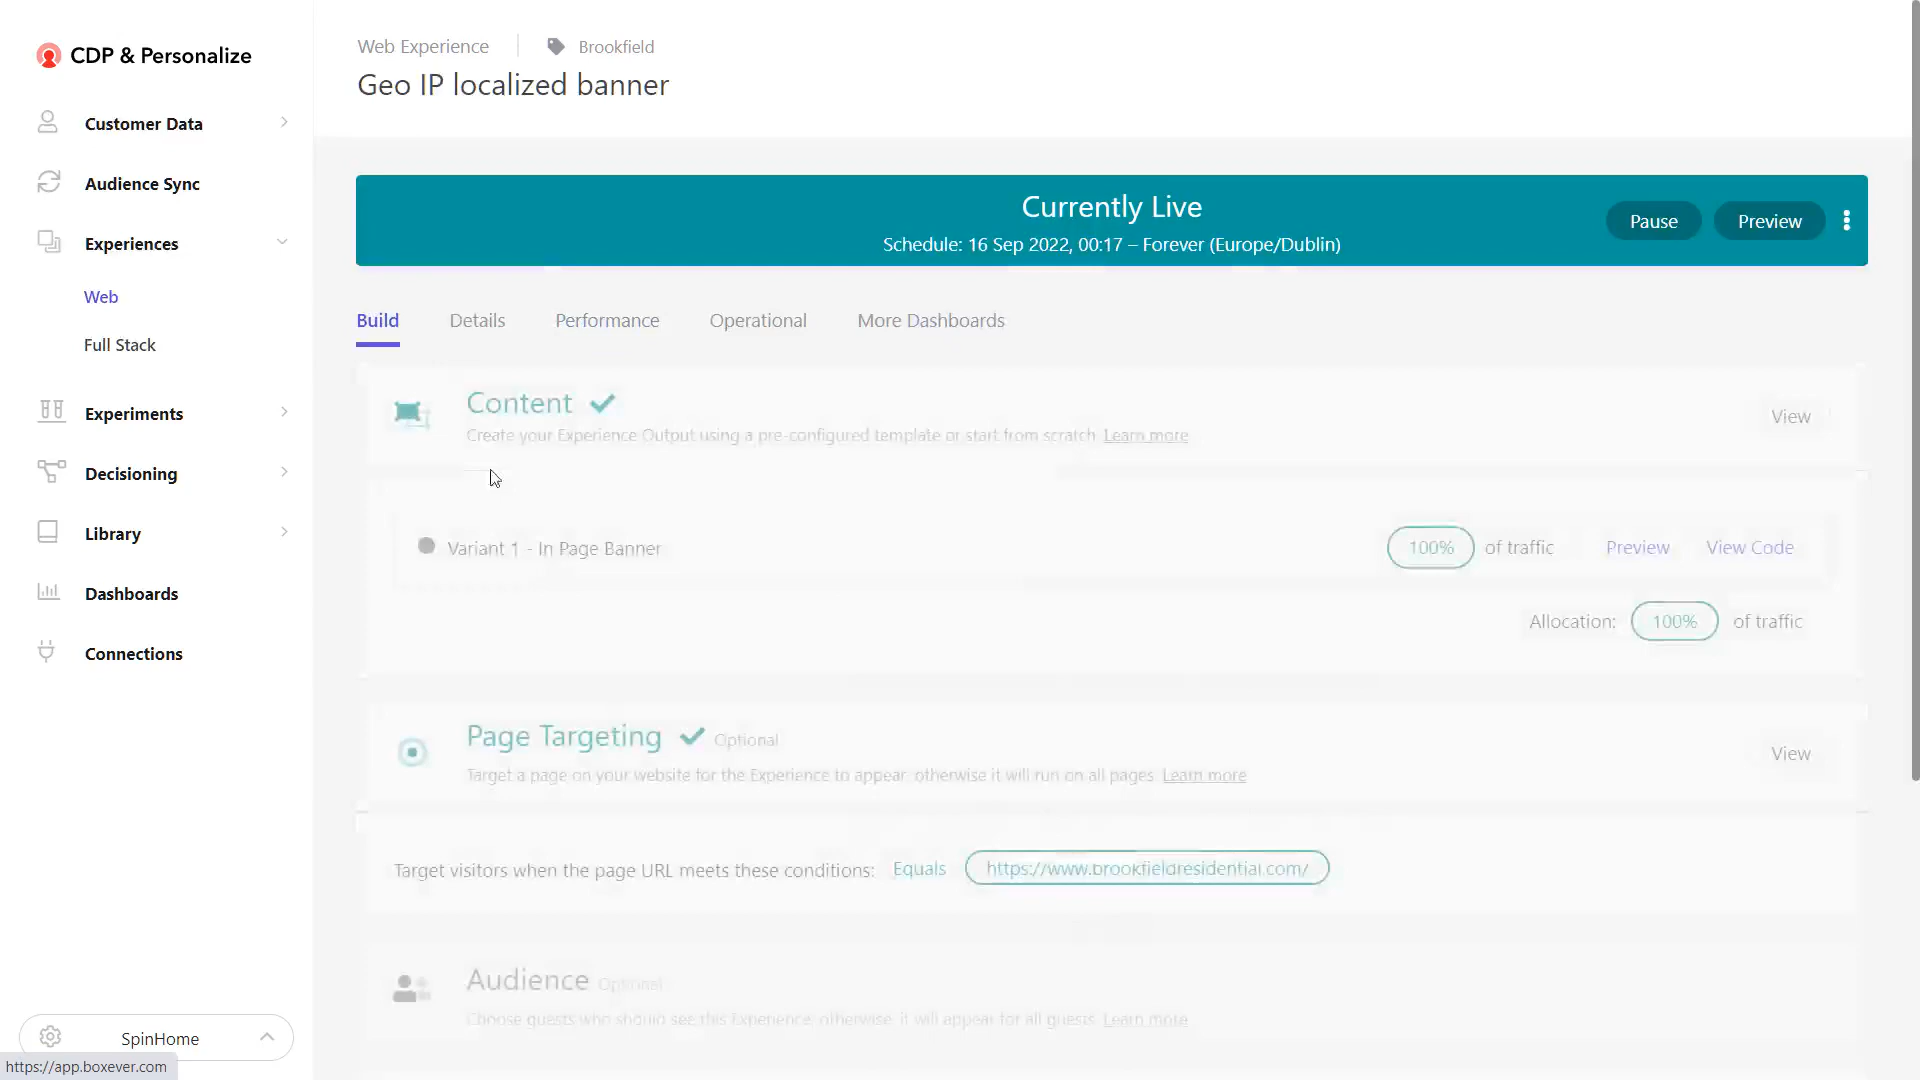 CDP & Personalize
Customer Data
Audience Sync
Experiences
Web
Full Stack
Experiments
Decisioning
Library
Dashboards
Connections
SpinHome
https://app.boxever.com
Web Experience
Brookfield
Geo IP localized banner
Currently Live
Schedule: 16 Sep 2022, 00:17 – Forever (Europe/Dublin)
Pause
Preview
Build
Details
Performance
Operational
More Dashboards
Content
Create your Experience Output using a pre-configured template or start from scratch. Learn more
View
Variant 1 - In Page Banner
100% of traffic
Preview
View Code
Allocation: 100% of traffic
Page Targeting Optional
Target a page on your website for the Experience to appear, otherwise it will run on all pages. Learn more
View
Target visitors when the page URL meets these conditions: Equals https://www.brookfieldresidential.com/
Audience Optional
Choose guests who should see this Experience, otherwise, it will appear for all guests. Learn more